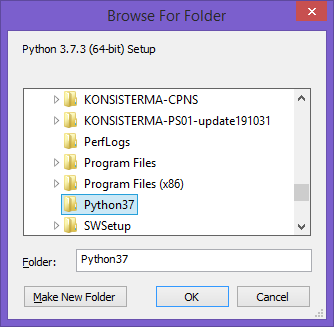 Browse For Folder
Python 3.7.3 (64-bit) Setup
KONSISTERMA-CPNS
KONSISTERMA-PS01-update191031
PerfLogs
Program Files
Program Files (x86)
Python37
SWSetup
Folder: Python37
Make New Folder OK Cancel